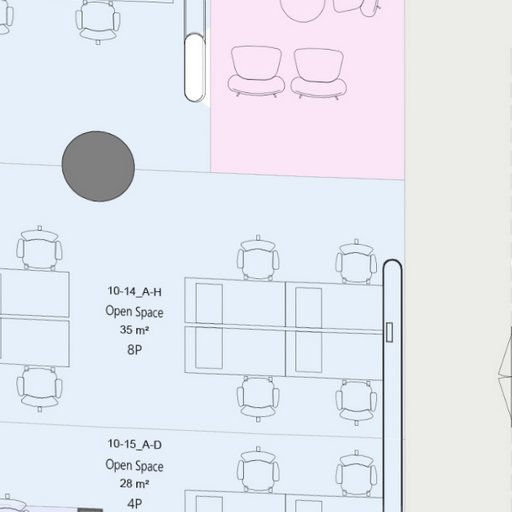 10-14_A-H
Open Space
35 m²
8P
10-15_A-D
Open Space
28 m²
4P